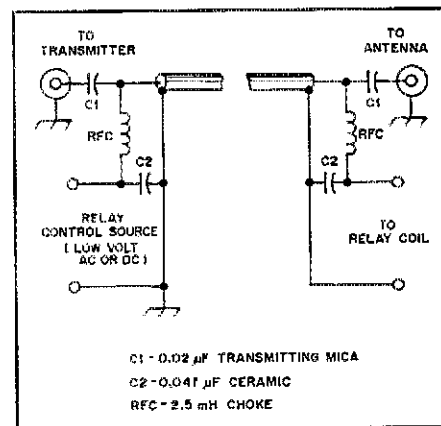 TO
TRANSMITTER
TO
ANTENNA
C1
C1
RFC
RFC
C2
C2
RELAY
CONTROL SOURCE
(LOW VOLT
AC OR DC)
TO
RELAY COIL
C1-0.02 µF TRANSMITTING MICA
C2-0.041 µF CERAMIC
RFC-2.5 mH CHOKE